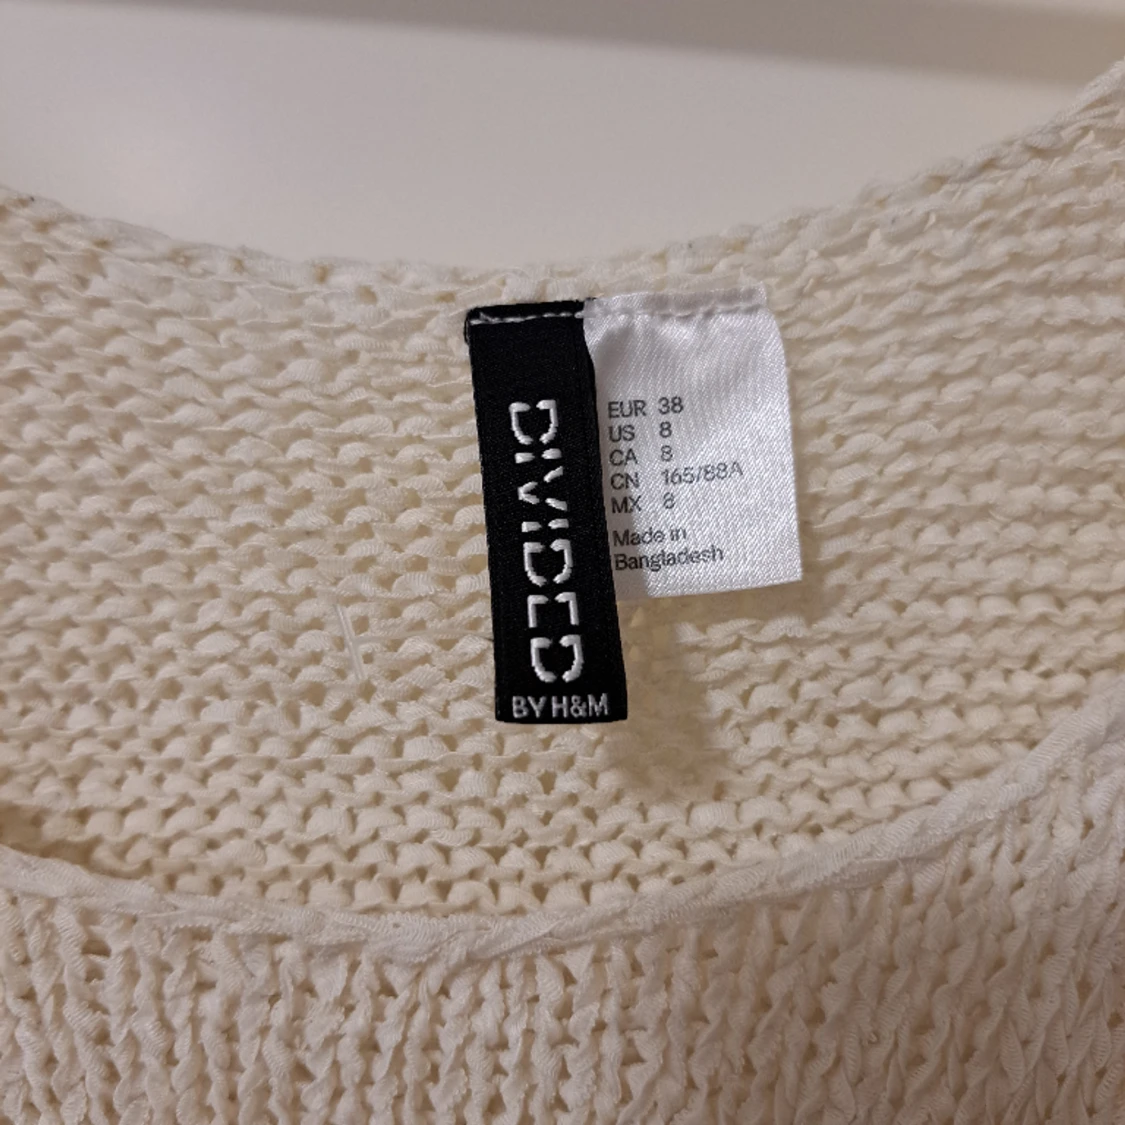 DIVIDED
BY H&M
EUR 38
US 8
CA 8
CN 165/88A
MX 8
Made in
Bangladesh